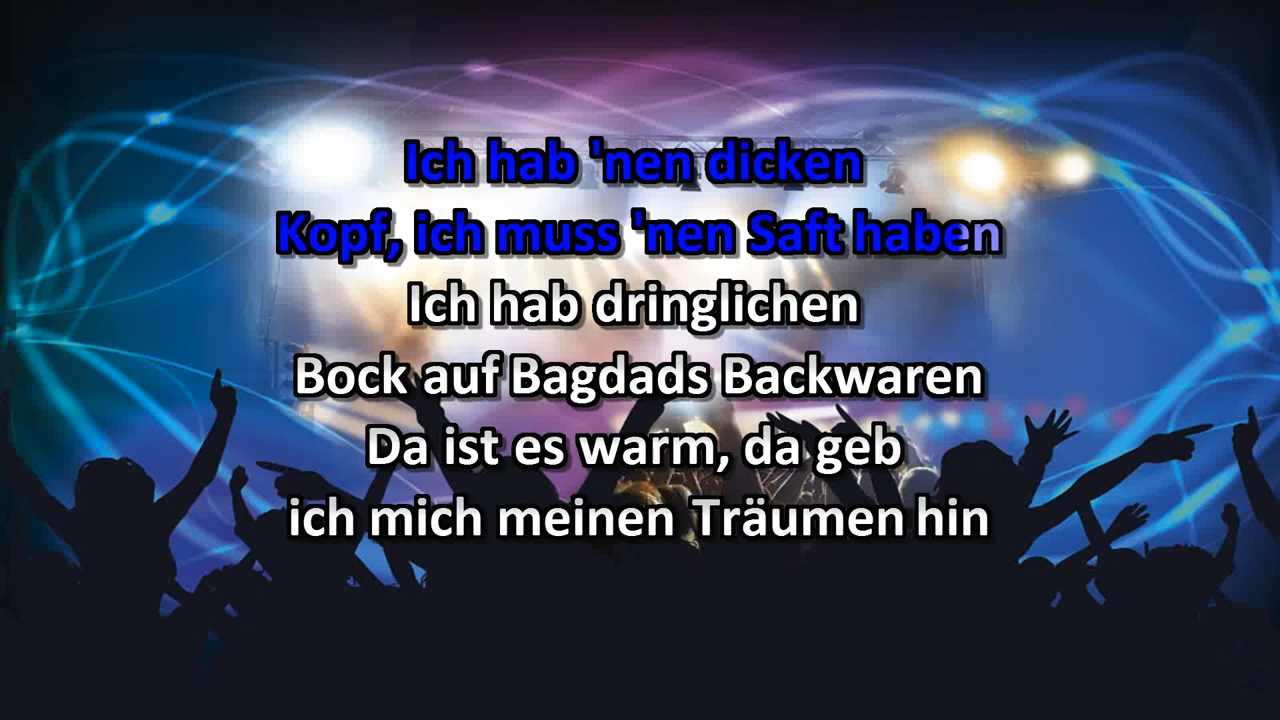 Ich hab 'nen dicken
Kopf, ich muss 'nen Saft haben
Ich hab dringlichen
Bock auf Bagdads Backwaren
Da ist es warm, da geb
ich mich meinen Träumen hin